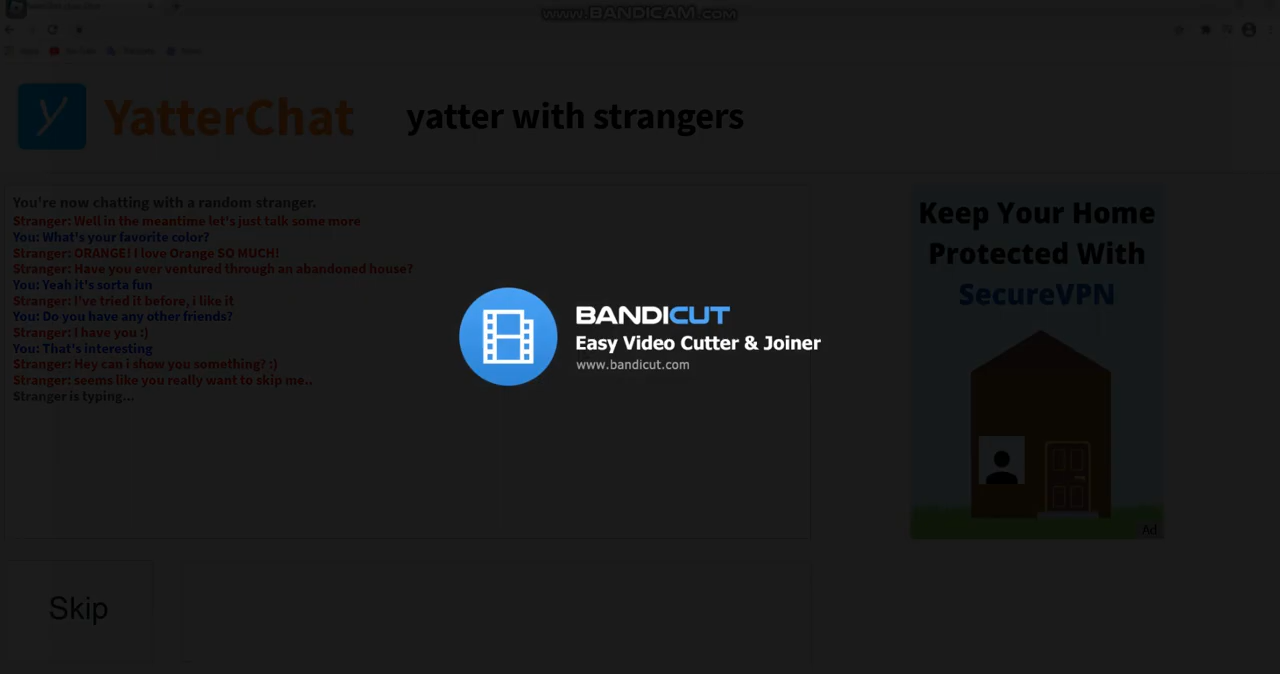 www.BANDICAM.com
YatterChat
yatter with strangers
You're now chatting with a random stranger.
Stranger: Well in the meantime let's just talk some more
You: What's your favorite color?
Stranger: ORANGE! I love Orange SO MUCH!
Stranger: Have you ever ventured through an abandoned house?
You: Yeah it's sorta fun
Stranger: I've tried it before, i like it
You: Do you have any other friends?
Stranger: I have you :)
You: That's interesting
Stranger: Hey can i show you something? :)
Stranger: seems like you really want to skip me..
Stranger is typing...
BANDICUT
Easy Video Cutter & Joiner
www.bandicut.com
Keep Your Home
Protected With
SecureVPN
Ad
Skip